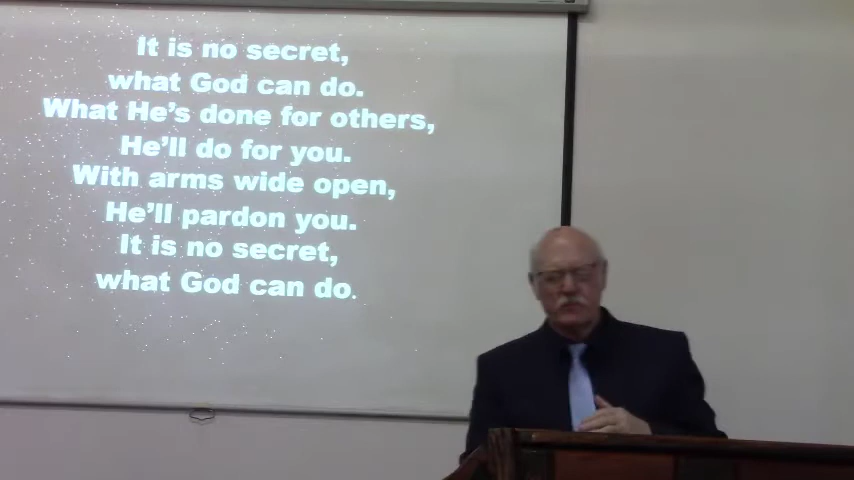 It is no secret,
what God can do.
What He's done for others,
He'll do for you.
With arms wide open,
He'll pardon you.
It is no secret,
what God can do.